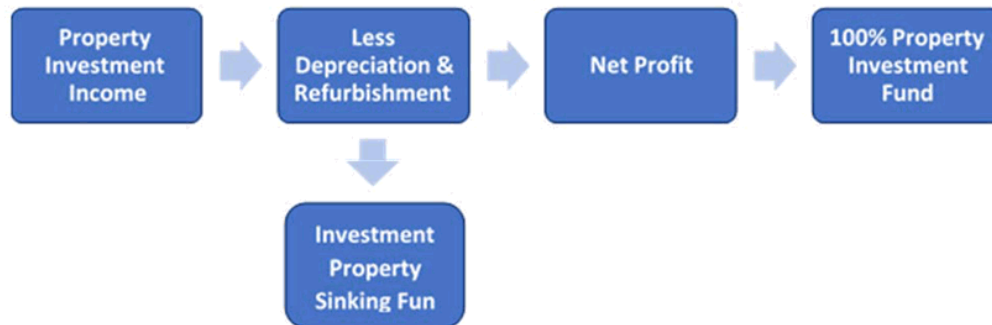 Property
Investment
Income
Less
Depreciation &
Refurbishment
Net Profit
100% Property
Investment
Fund
Investment
Property
Sinking Fun